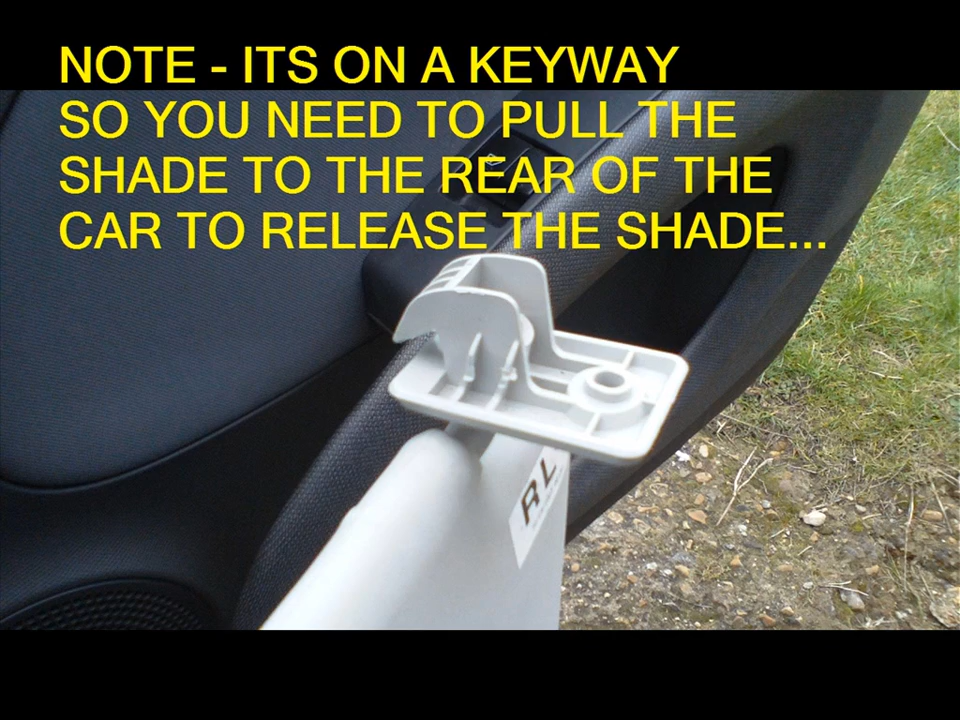 NOTE - ITS ON A KEYWAY
SO YOU NEED TO PULL THE
SHADE TO THE REAR OF THE
CAR TO RELEASE THE SHADE...
RL